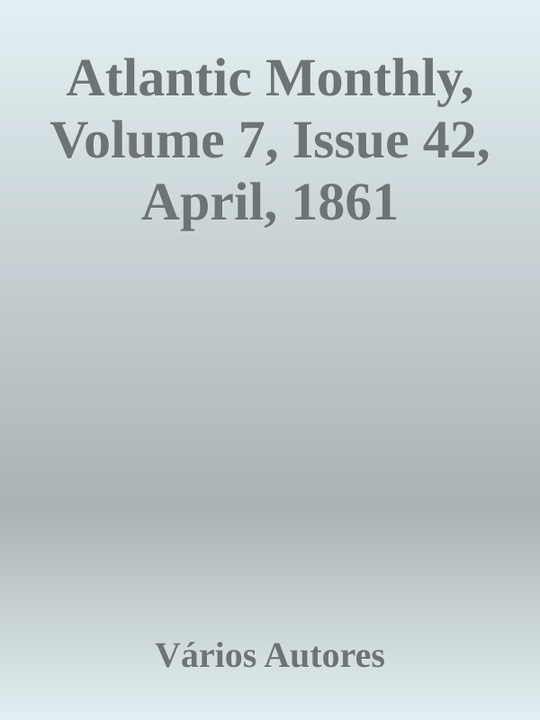 Atlantic Monthly,
Volume 7, Issue 42,
April, 1861
Vários Autores